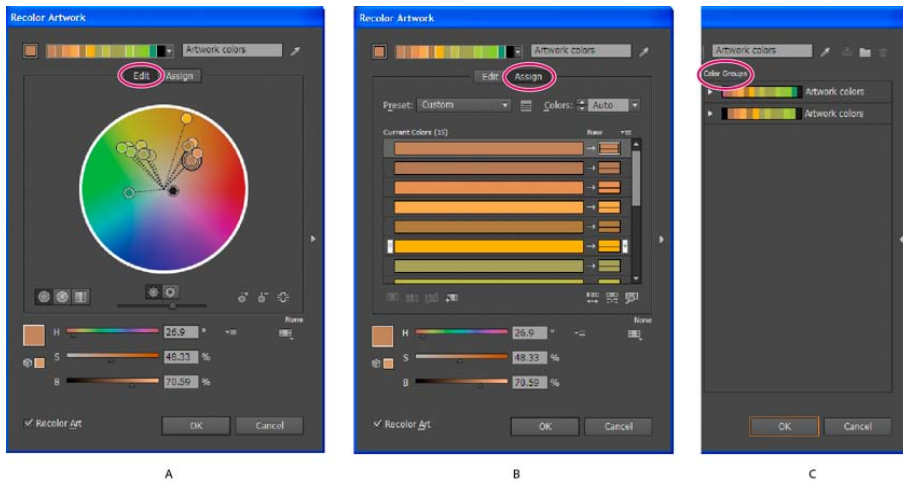 Recolor Artwork
Artwork colors
Edit Assign
H 26.9 °
S 48.33 %
B 70.59 %
None
Recolor Art
OK Cancel
A
Recolor Artwork
Artwork colors
Edit Assign
Preset: Custom Colors: Auto
Current Colors (15) New
H 26.9 °
S 48.33 %
B 70.59 %
None
Recolor Art
OK Cancel
B
Artwork colors
Color Groups
Artwork colors
Artwork colors
OK Cancel
C